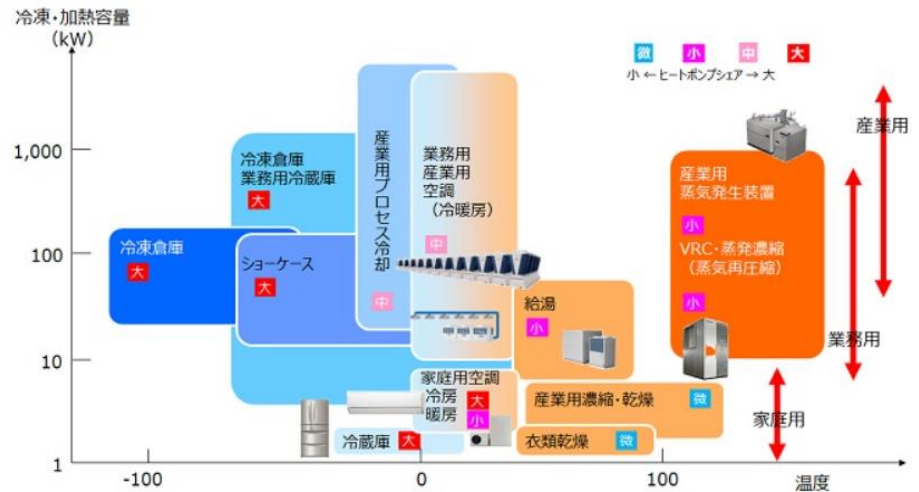 冷凍・加熱容量
(kW)
微 小 中 大
小 ←ヒートポンプシェア→ 大
産業用
1,000
冷凍倉庫
業務用冷蔵庫
大
産業用プロセス冷却
中
業務用
産業用
空調
（冷暖房）
中
産業用
蒸気発生装置
小
VRC・蒸発濃縮
（蒸気再圧縮）
小
100
冷凍倉庫
大
ショーケース
大
給湯
小
業務用
10
家庭用空調
冷房 大
暖房 小
産業用濃縮・乾燥 微
家庭用
冷蔵庫 大
衣類乾燥 微
1
-100
0
100
温度